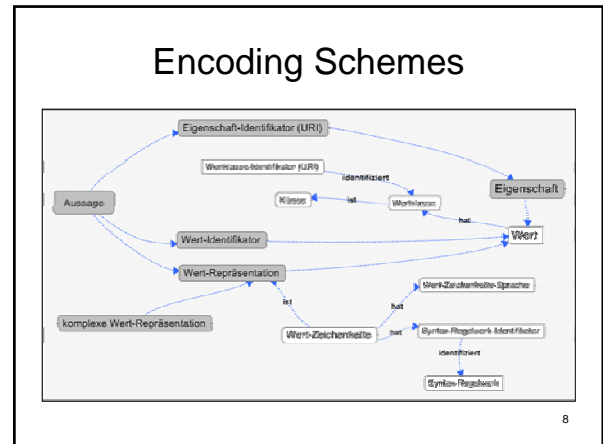 Encoding Schemes
Eigenschaft-Identifikator (URI)
Wertklasse-Identifikator (URI)
identifiziert
Eigenschaft
Aussage
Klasse
ist
Wertklasse
hat
Wert-Identifikator
Wert
Wert-Repräsentation
ist
hat
Wert-Zeichenkette-Sprache
komplexe Wert-Repräsentation
Wert-Zeichenkette
hat
Syntax-Regelwerk-Identifikator
identifiziert
Syntax-Regelwerk
8